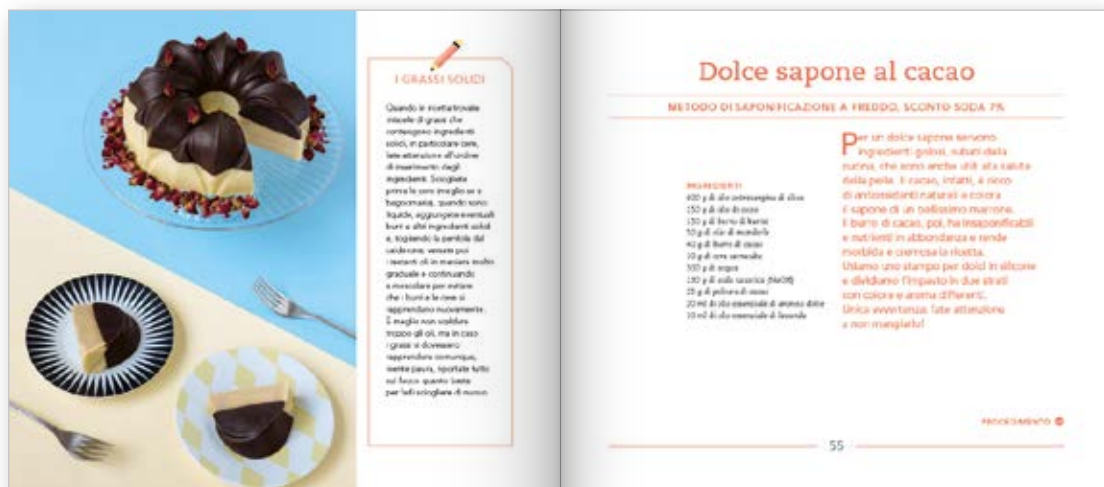 I GRASSI SOLIDI
Quando in ricetta trovate
miscele di grassi che
contengono ingredienti
solidi, in particolare cere,
fate attenzione all'ordine
di inserimento degli
ingredienti. Sciogliete
prima le cere (meglio se a
bagnomaria), quando sono
liquide, aggiungete eventuali
burri e altri ingredienti solidi
e, togliendo la pentola dal
calore, versate poi
i restanti oli in maniera molto
graduale e continuando
a mescolare per evitare
che i burri e le cere si
rapprendano nuovamente.
È meglio non scaldare
troppo gli oli, ma in caso
i grassi si dovessero
rapprendere comunque,
niente paura, riportate tutto
sul fuoco quanto basta
per farli sciogliere di nuovo.
Dolce sapone al cacao
METODO DI SAPONIFICAZIONE A FREDDO, SCONTO SODA 7%
INGREDIENTI
400 g di olio extravergine di oliva
150 g di olio di cocco
150 g di burro di karité
50 g di olio di mandorle
40 g di burro di cacao
10 g di cera
300 g di acqua
g di soda caustica (NaOH)
g di polvere di cacao
20 ml di olio essenziale di arancio dolce
10 ml di olio essenziale di lavanda
Per un dolce sapone servono
ingredienti golosi, rubati dalla
cucina, che sono anche utili alla salute
della pelle. Il cacao, infatti, è ricco
di antiossidanti naturali e colora
il sapone di un bellissimo marrone.
Il burro di cacao, poi, ha insaponificabili
e nutrienti in abbondanza e rende
morbida e cremosa la ricetta.
Usiamo uno stampo per dolci in silicone
e dividiamo l'impasto in due strati
con colore e aroma differenti.
Unica avvertenza: fate attenzione
a non mangiarlo!
PROCEDIMENTO
55